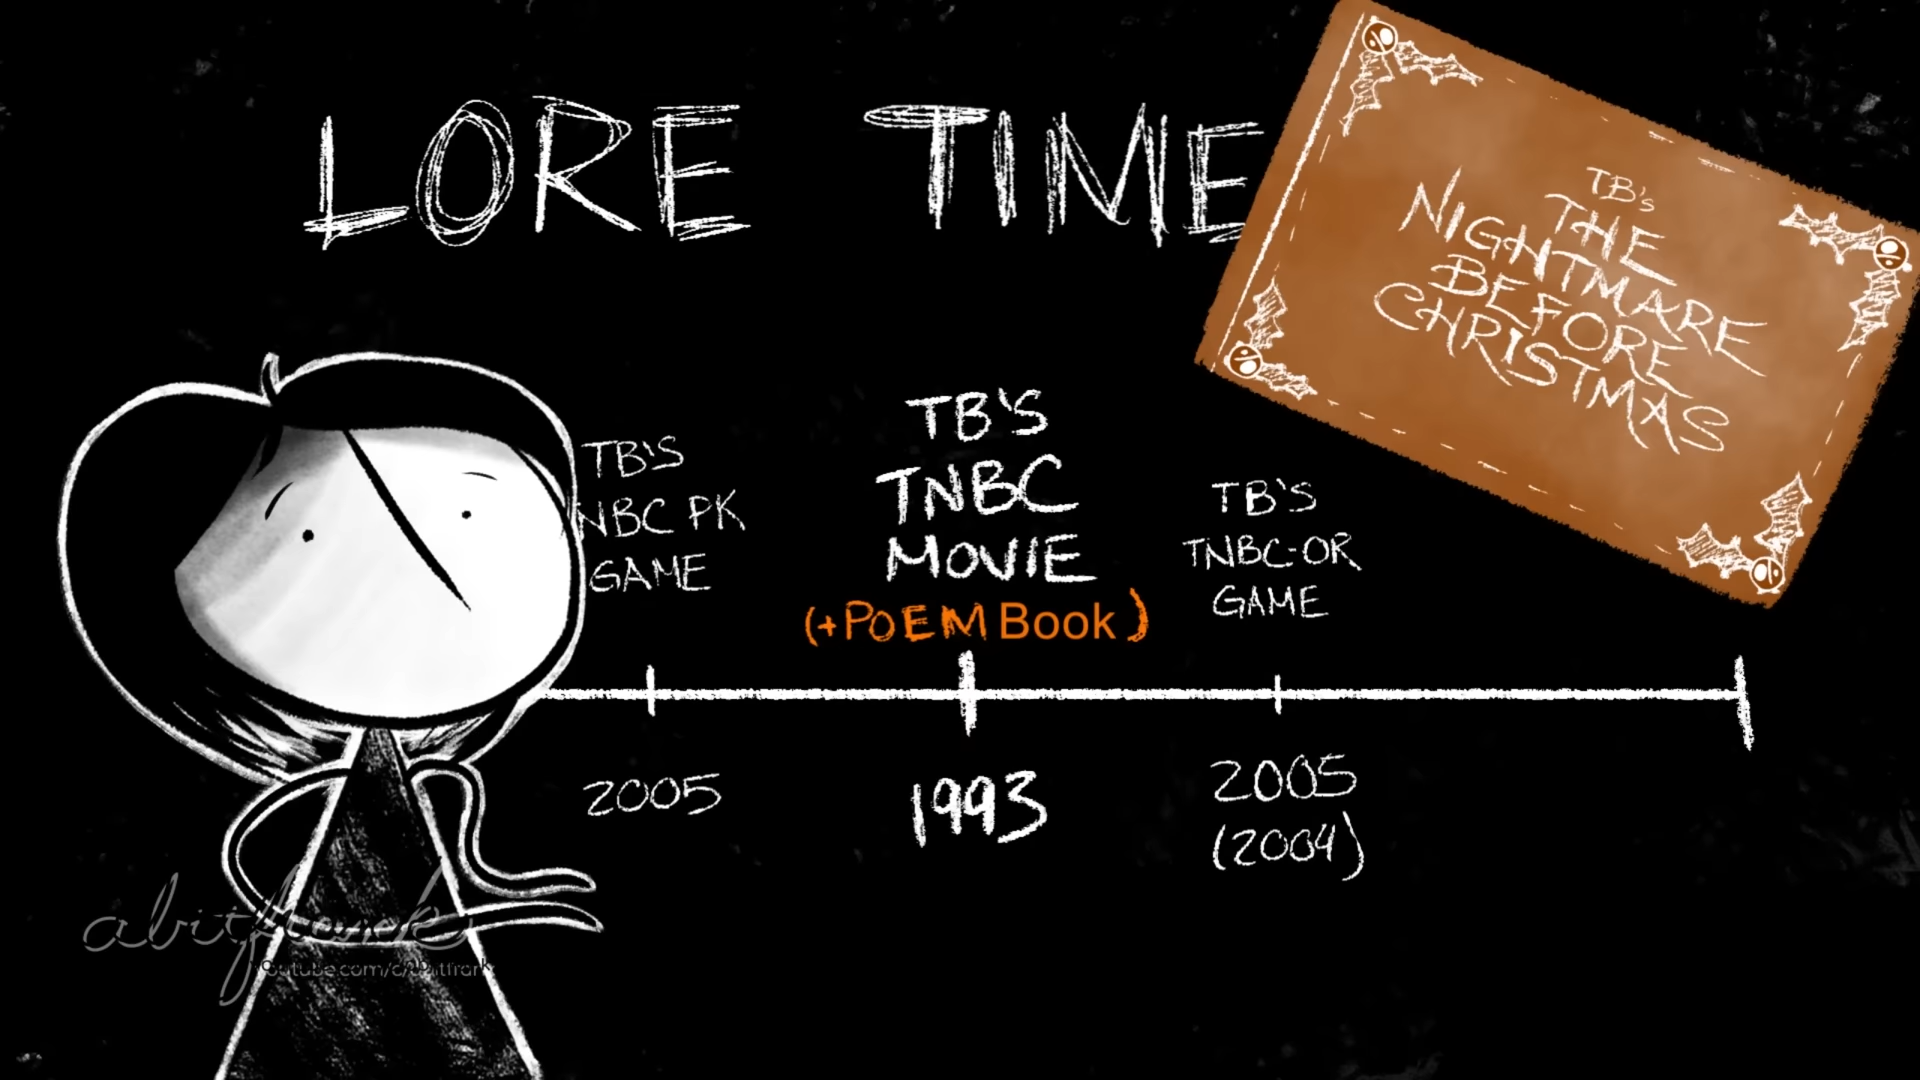 LORE TIME
TB's
THE
NIGHTMARE
BEFORE
CHRISTMAS
TB'S
NBC PK
GAME
2005
TB'S
TNBC
MOVIE
(+POEM Book)
1993
TB'S
TNBC-OR
GAME
2005
(2004)
abitfrank